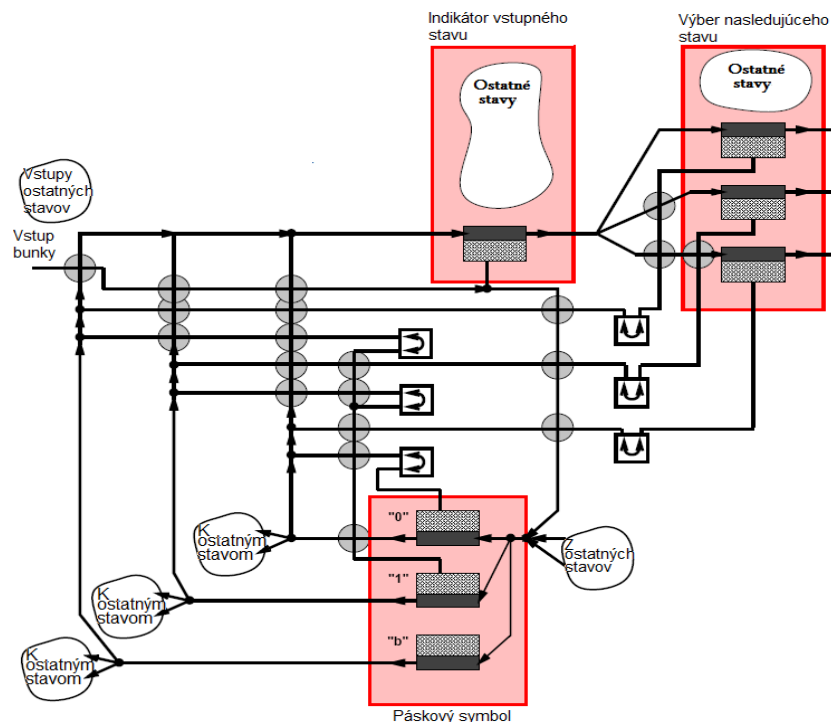 Indikátor vstupného
stavu
Výber nasledujúceho
stavu
Ostatné
stavy
Ostatné
stavy
Vstupy
ostatných
stavov
Vstup
bunky
"0"
"1"
"b"
K
ostatným
stavom
K
ostatným
stavom
K
ostatným
stavom
Z
ostatných
stavov
Páskový symbol